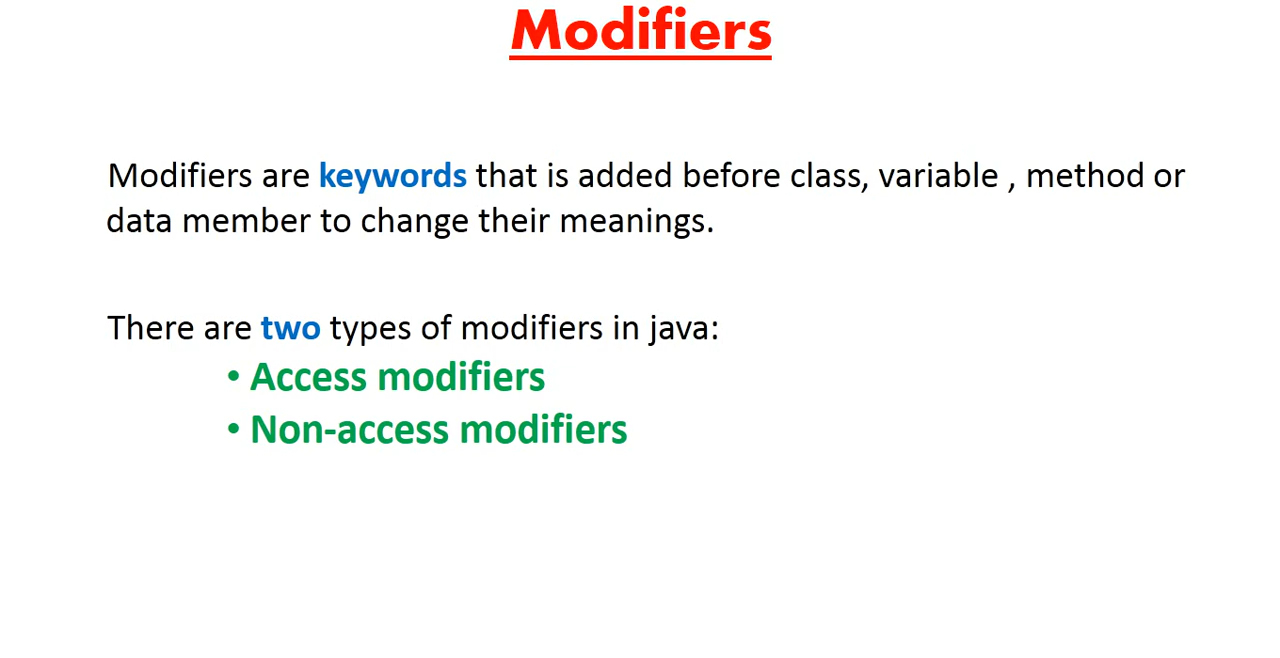 Modifiers
Modifiers are keywords that is added before class, variable , method or
data member to change their meanings.
There are two types of modifiers in java:
• Access modifiers
• Non-access modifiers